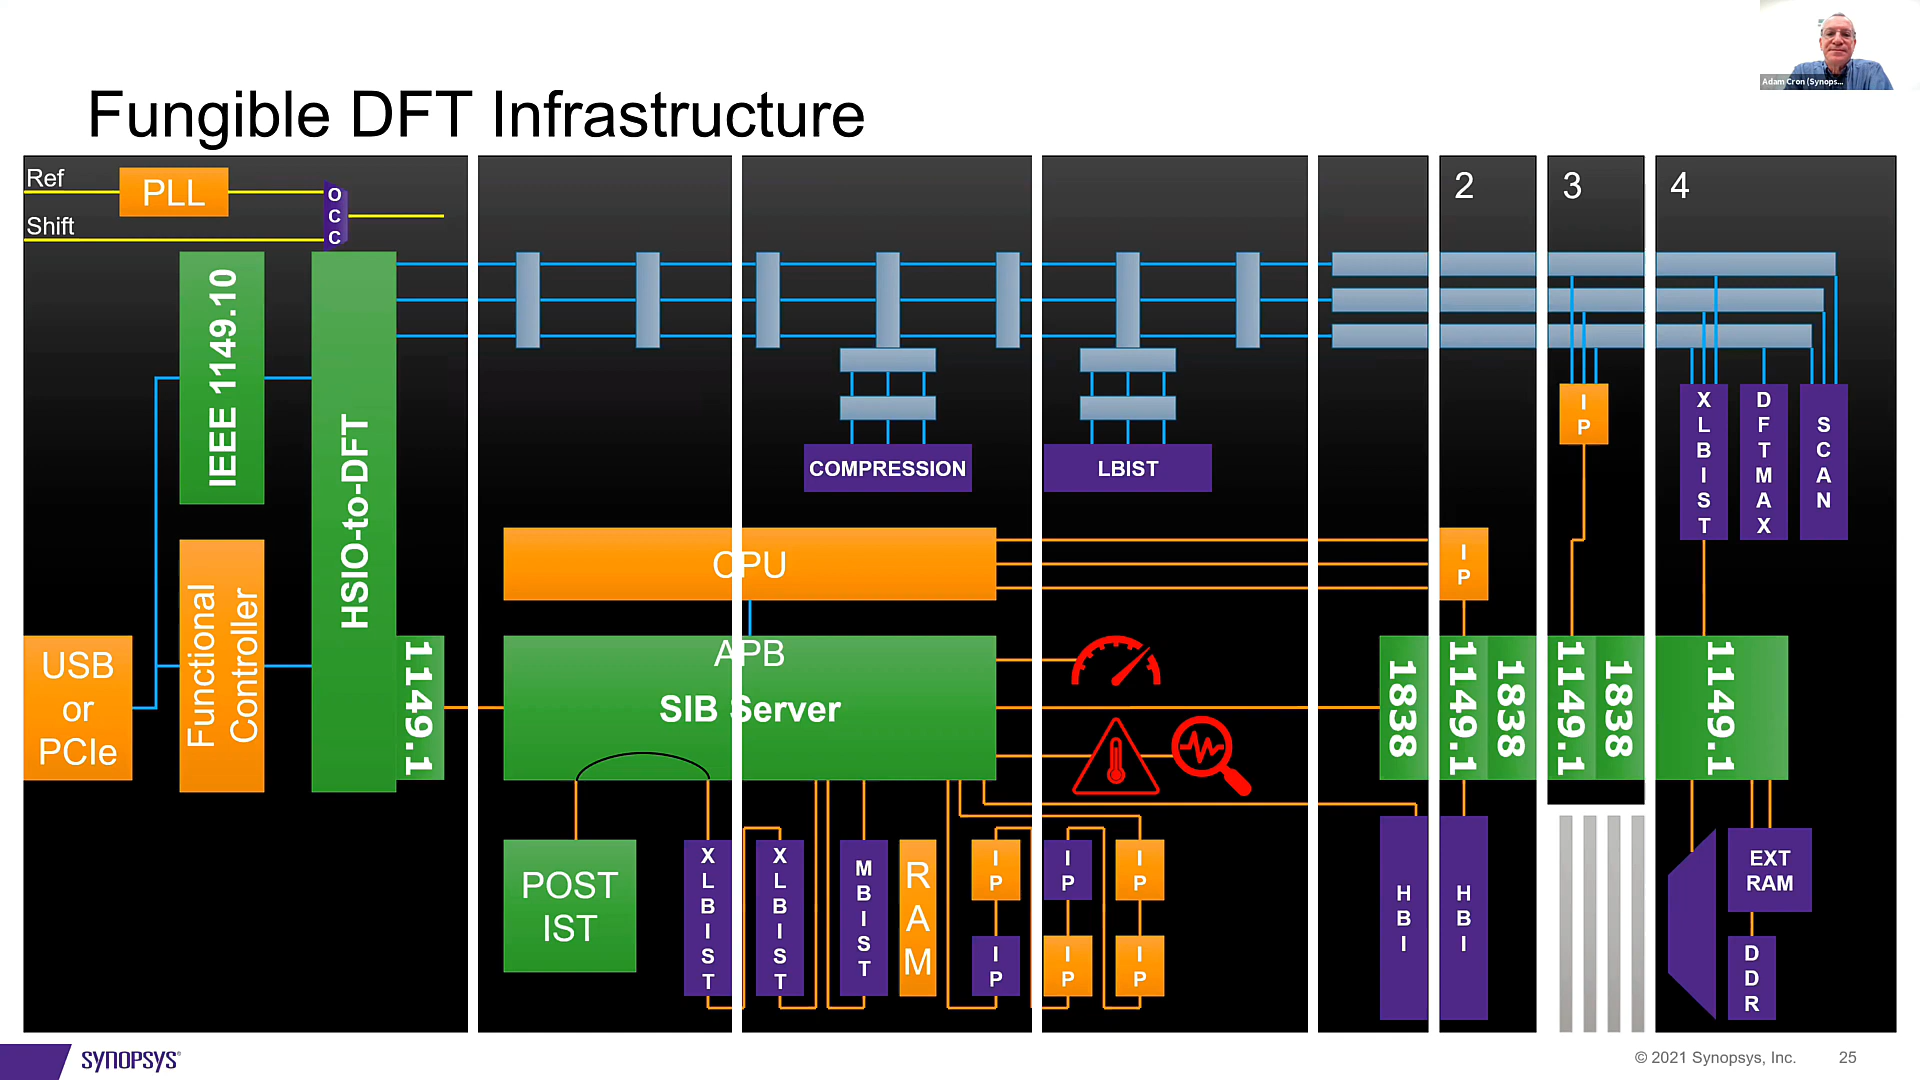 Adam Cron (Synops...
Fungible DFT Infrastructure
Ref
PLL
Shift
OCC
2
3
4
IEEE 1149.10
HSIO-to-DFT
Functional
Controller
USB
or
PCIe
1149.1
COMPRESSION
LBIST
CPU
APB
SIB Server
POST
IST
XLBIST
XLBIST
MBIST
RAM
IP
IP
IP
IP
IP
IP
IP
IP
XLBIST
DFTMAX
SCAN
1838
1149.1
1838
1149.1
1838
1149.1
HBI
HBI
EXT
RAM
DDR
SYNOPSYS®
© 2021 Synopsys, Inc.
25